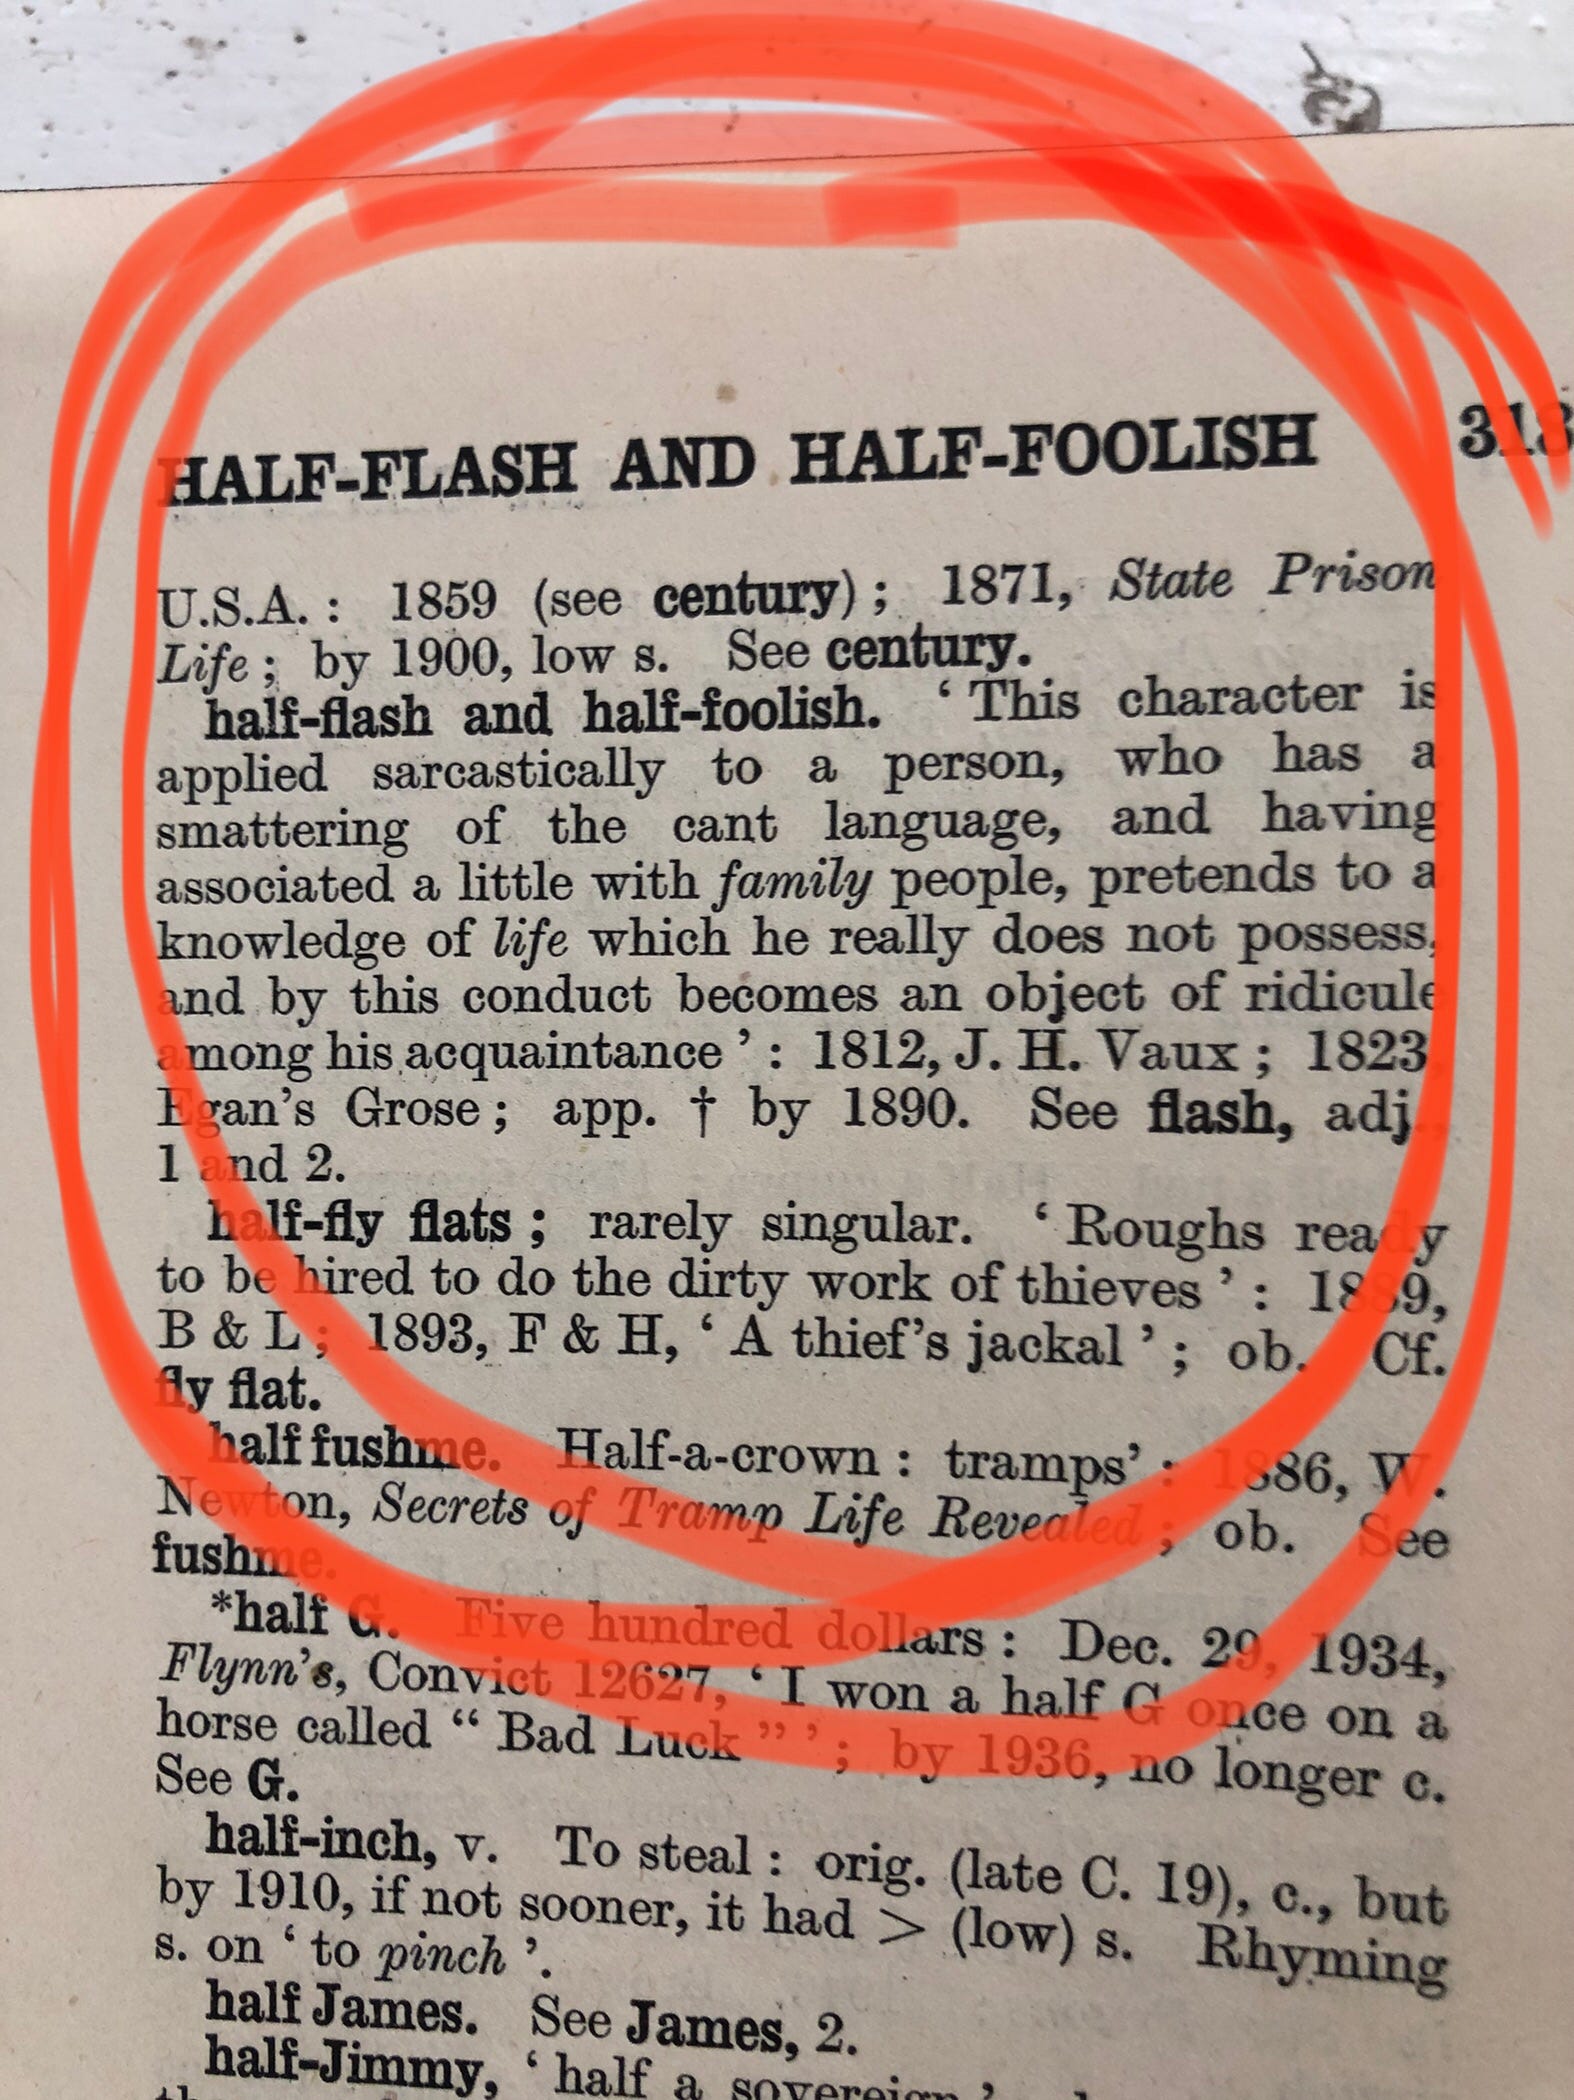 HALF-FLASH AND HALF-FOOLISH 313
U.S.A. : 1859 (see century) ; 1871, State Prison
Life ; by 1900, low s. See century.
half-flash and half-foolish. ‘ This character is
applied sarcastically to a person, who has a
smattering of the cant language, and having
associated a little with family people, pretends to a
knowledge of life which he really does not possess,
and by this conduct becomes an object of ridicule
among his acquaintance ’ : 1812, J. H. Vaux ; 1823,
Egan’s Grose ; app. † by 1890. See flash, adj.,
1 and 2.
half-fly flats ; rarely singular. ‘ Roughs ready
to be hired to do the dirty work of thieves ’ : 1889,
B & L ; 1893, F & H, ‘ A thief’s jackal ’ ; ob. Cf.
fly flat.
half fushme. Half-a-crown : tramps’ : 1886, W.
Newton, Secrets of Tramp Life Revealed ; ob. See
fushme.
*half G. Five hundred dollars : Dec. 29, 1934,
Flynn’s, Convict 12627, ‘ I won a half G once on a
horse called “ Bad Luck ” ’ ; by 1936, no longer c.
See G.
half-inch, v. To steal : orig. (late C. 19), c., but
by 1910, if not sooner, it had > (low) s. Rhyming
s. on ‘ to pinch ’.
half James. See James, 2.
half-Jimmy, ‘ half a sovereign ’